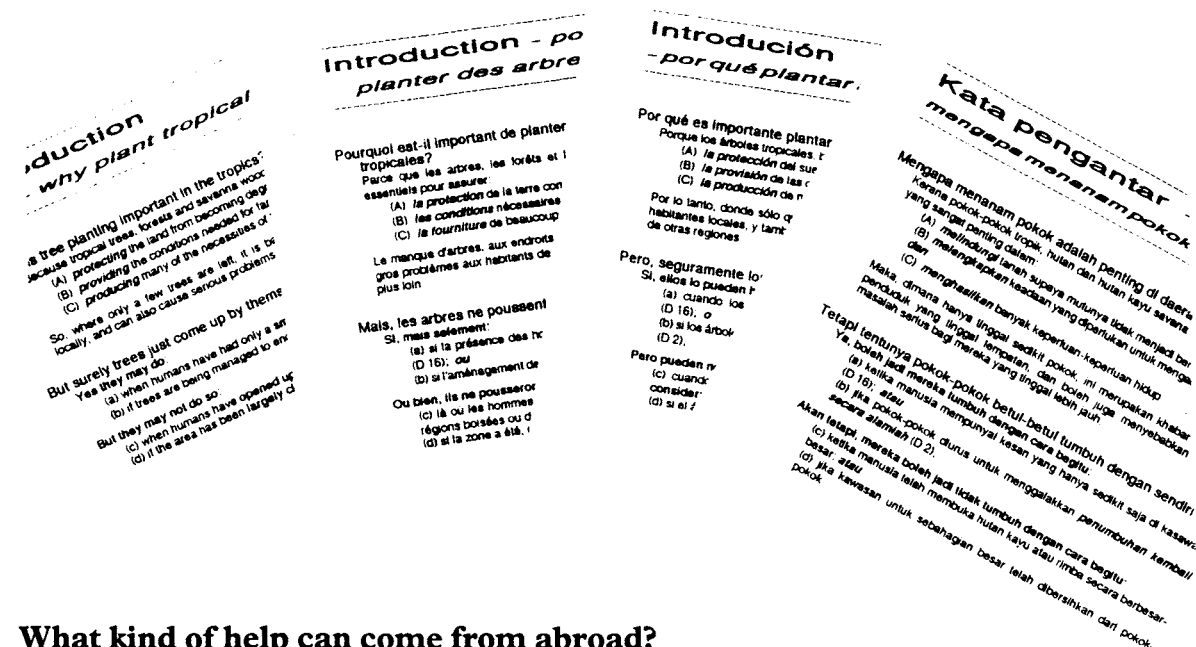 oduction
- why plant tropical
s tree planting important in the tropics?
ecause tropical trees, forests and savanna wood
(A) protecting the land from becoming degr
(B) providing the conditions needed for far
(C) producing many of the necessities of
So, where only a few trees are left, it is
locally, and can also cause serious problems
But surely trees just come up by thems
Yes they may do:
(a) when humans have had only a sm
(b) if trees are being managed to enc
But they may not do so:
(c) when humans have opened up
(d) if the area has been largely cl
Introduction - po
planter des arbre
Pourquoi est-il important de planter
tropicales?
Parce que les arbres, les forêts et l
essentiels pour assurer:
(A) la protection de la terre con
(B) les conditions nécessaires
(C) la fourniture de beaucoup
Le manque d'arbres, aux endroits
gros problèmes aux habitants de
plus loin
Mais, les arbres ne poussent
Si, mais selement:
(a) si la présence des ho
(D 16); ou
(b) si l'aménagement de
Ou bien, ils ne pousseron
(c) là ou les hommes
régions boisées ou d
(d) si la zone a été,
Introdución
- por qué plantar
Por qué es importante plantar
Porque los árboles tropicales,
(A) la protección del sue
(B) la provisión de las c
(C) la producción de
Por lo tanto, donde sólo q
habitantes locales, y tamb
de otras regiones
Pero, seguramente lo
Si, ellos lo pueden h
(a) cuando los
(D 16); o
(b) si los árbol
(D 2),
Pero pueden
(c) cuando
consider
(d) si el
Kata pengantar -
mengapa menanam pokok
Mengapa menanam pokok adalah penting di daera
Karena pokok-pokok tropik, hutan dan hutan kayu savana
yang sangat penting dalam:
(A) melindungi tanah supaya mutunya tidak menjadi ber
(B) melengkapkan keadaan yang diperlukan untuk menga
dan
(C) menghasilkan banyak keperluan-keperluan hidup
Maka, dimana hanya tinggal sedikit pokok, ini merupakan khabar
penduduk yang tinggal tempatan, dan boleh juga menyebabkan
masalah serius bagi mereka yang tinggal lebih jauh.
Tetapi tentunya pokok-pokok betul-betul tumbuh dengan sendiri
Ya, boleh jadi mereka tumbuh dengan cara begitu:
(a) ketika manusia mempunyai kesan yang hanya sedikit saja di kasawa
(D 16); atau
(b) jika pokok-pokok diurus untuk menggalakkan penumbuhan kembali
secara alamiah (D 2).
Akan tetapi, mereka boleh jadi tidak tumbuh dengan cara begitu:
(c) ketika manusia telah membuka hutan kayu atau rimba secara berbesar-
besar; atau
(d) jika kawasan untuk sebahagian besar telah dibersihkan dari pokok-
pokok
What kind of help can come from abroad?